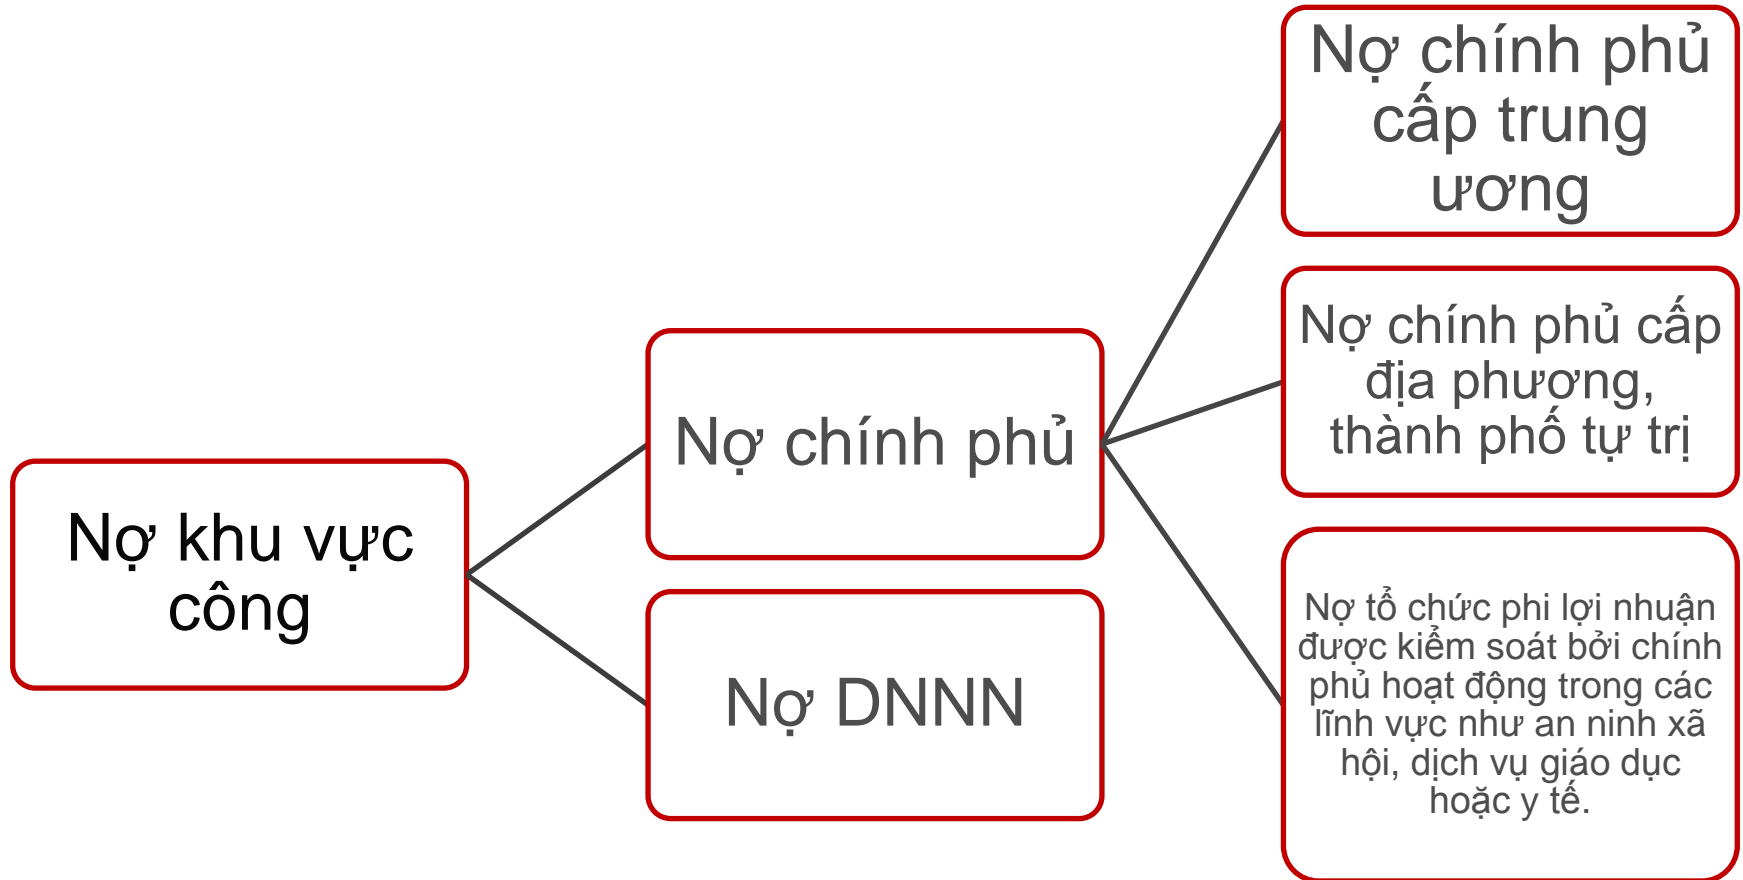 Nợ khu vực
công
Nợ chính phủ
Nợ DNNN
Nợ chính phủ
cấp trung
ương
Nợ chính phủ cấp
địa phương,
thành phố tự trị
Nợ tổ chức phi lợi nhuận
được kiểm soát bởi chính
phủ hoạt động trong các
lĩnh vực như an ninh xã
hội, dịch vụ giáo dục
hoặc y tế.